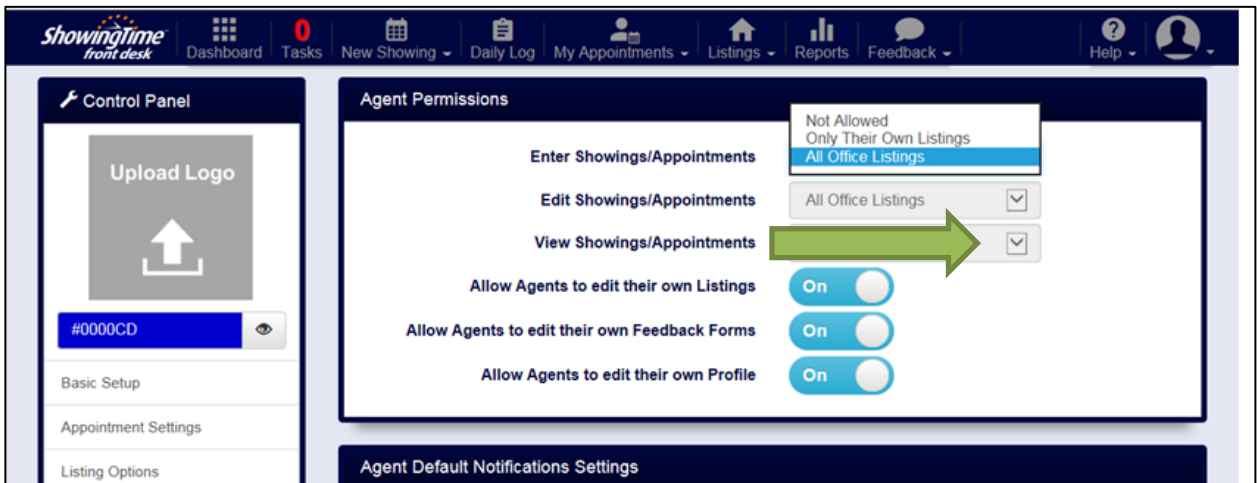 ShowingTime
front desk
Dashboard
0
Tasks
New Showing
Daily Log
My Appointments
Listings
Reports
Feedback
?
Help
Control Panel
Upload Logo
#0000CD
Basic Setup
Appointment Settings
Listing Options
Agent Permissions
Not Allowed
Only Their Own Listings
Enter Showings/Appointments All Office Listings
Edit Showings/Appointments All Office Listings
View Showings/Appointments
Allow Agents to edit their own Listings On
Allow Agents to edit their own Feedback Forms On
Allow Agents to edit their own Profile On
Agent Default Notifications Settings